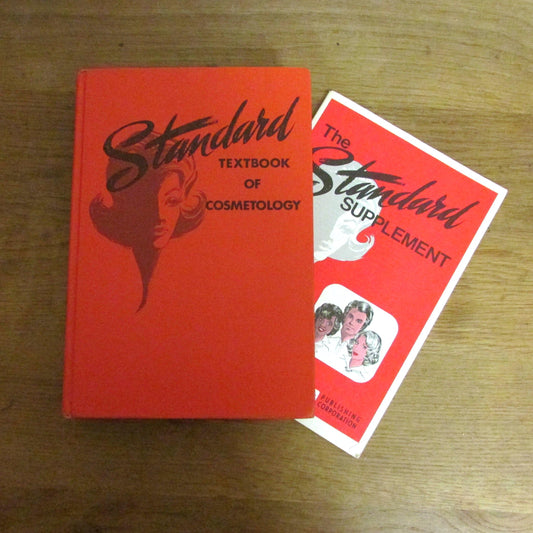 Standard
TEXTBOOK
OF
COSMETOLOGY
The
Standard
SUPPLEMENT
PUBLISHING
CORPORATION